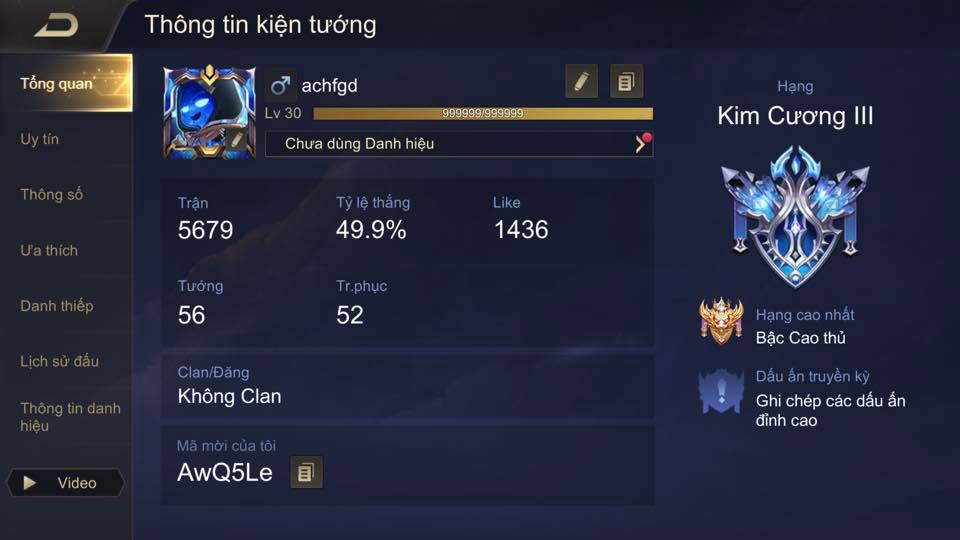 Thông tin kiện tướng
Tổng quan
Uy tín
Thông số
Ưa thích
Danh thiếp
Lịch sử đấu
Thông tin danh
hiệu
Video
achfgd
Lv 30
999999/999999
Chưa dùng Danh hiệu
Trận
Tỷ lệ thắng
Like
5679
49.9%
1436
Tướng
Tr.phục
56
52
Clan/Đăng
Không Clan
Mã mời của tôi
AwQ5Le
Hạng
Kim Cương III
Hạng cao nhất
Bậc Cao thủ
Dấu ấn truyền kỳ
Ghi chép các dấu ấn
đỉnh cao